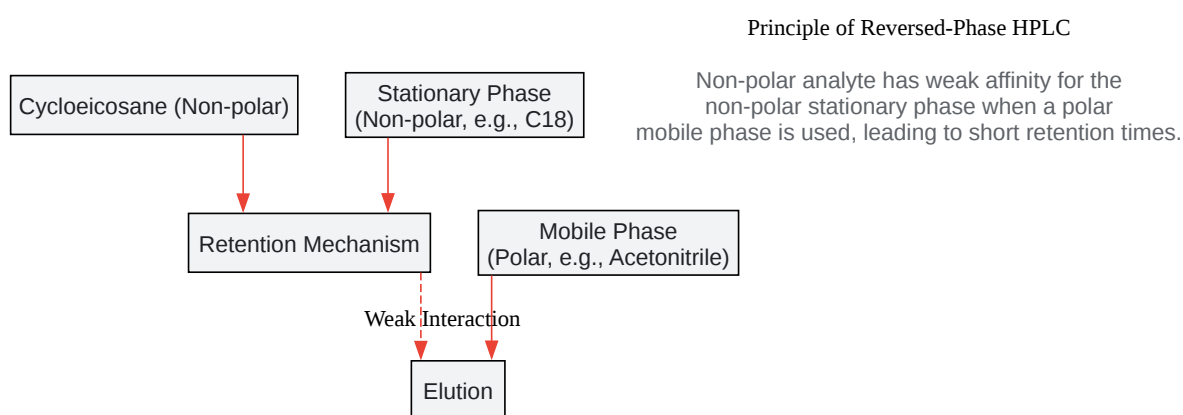 Principle of Reversed-Phase HPLC
Non-polar analyte has weak affinity for the
non-polar stationary phase when a polar
mobile phase is used, leading to short retention times.
Cycloeicosane (Non-polar)
Stationary Phase
(Non-polar, e.g., C18)
Retention Mechanism
Mobile Phase
(Polar, e.g., Acetonitrile)
Weak Interaction
Elution